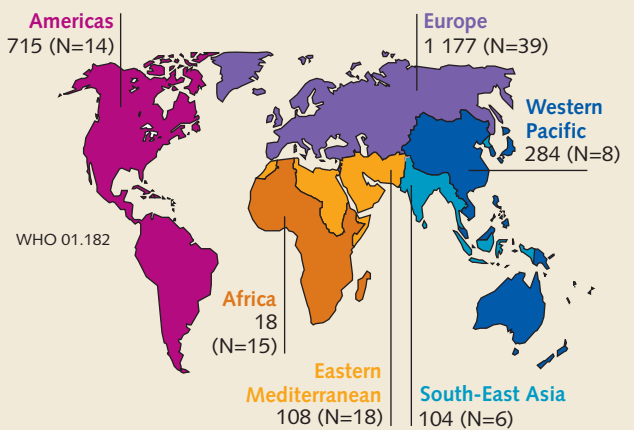 Americas
715 (N=14)
Europe
1 177 (N=39)
Western
Pacific
284 (N=8)
WHO 01.182
Africa
18
(N=15)
Eastern
Mediterranean
108 (N=18)
South-East Asia
104 (N=6)